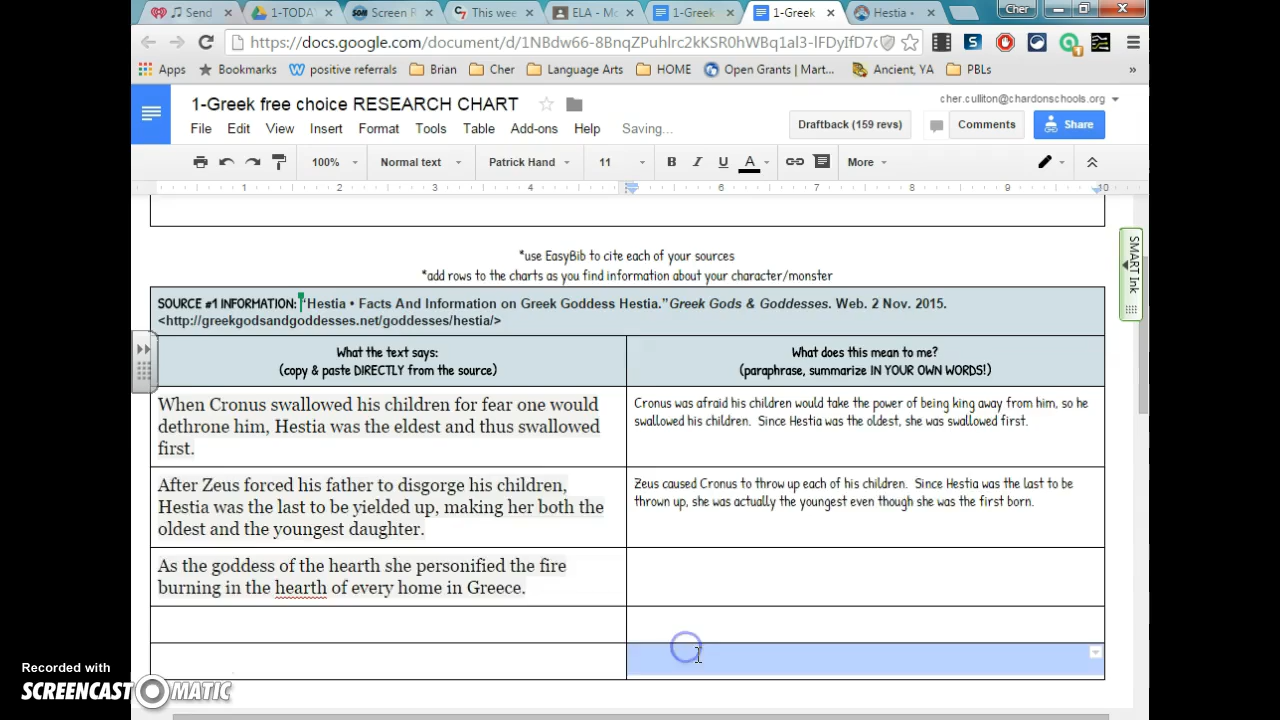 Send
1-TODA
Screen R
This wee
ELA - Mo
1-Greek
1-Greek
Hestia •
Cher
https://docs.google.com/document/d/1NBdw66-8BnqZPuhlrc2kKSR0hWBq1al3-lFDyIfD7c
Apps
Bookmarks
positive referrals
Brian
Cher
Language Arts
HOME
Open Grants | Mart...
Ancient, YA
PBLs
»
1-Greek free choice RESEARCH CHART
cher.culliton@chardonschools.org
File Edit View Insert Format Tools Table Add-ons Help Saving...
Draftback (159 revs)
Comments
Share
100% Normal text Patrick Hand 11 B I U A More
1 2 3 4 6 7 8 9 10
SMART Ink
*use EasyBib to cite each of your sources
*add rows to the charts as you find information about your character/monster
SOURCE #1 INFORMATION: "Hestia • Facts And Information on Greek Goddess Hestia." Greek Gods & Goddesses. Web. 2 Nov. 2015.
<http://greekgodsandgoddesses.net/goddesses/hestia/>
What the text says:
(copy & paste DIRECTLY from the source)
What does this mean to me?
(paraphrase, summarize IN YOUR OWN WORDS!)
When Cronus swallowed his children for fear one would
dethrone him, Hestia was the eldest and thus swallowed
first.
Cronus was afraid his children would take the power of being king away from him, so he
swallowed his children. Since Hestia was the oldest, she was swallowed first.
After Zeus forced his father to disgorge his children,
Hestia was the last to be yielded up, making her both the
oldest and the youngest daughter.
Zeus caused Cronus to throw up each of his children. Since Hestia was the last to be
thrown up, she was actually the youngest even though she was the first born.
As the goddess of the hearth she personified the fire
burning in the hearth of every home in Greece.
Recorded with
SCREENCAST O MATIC